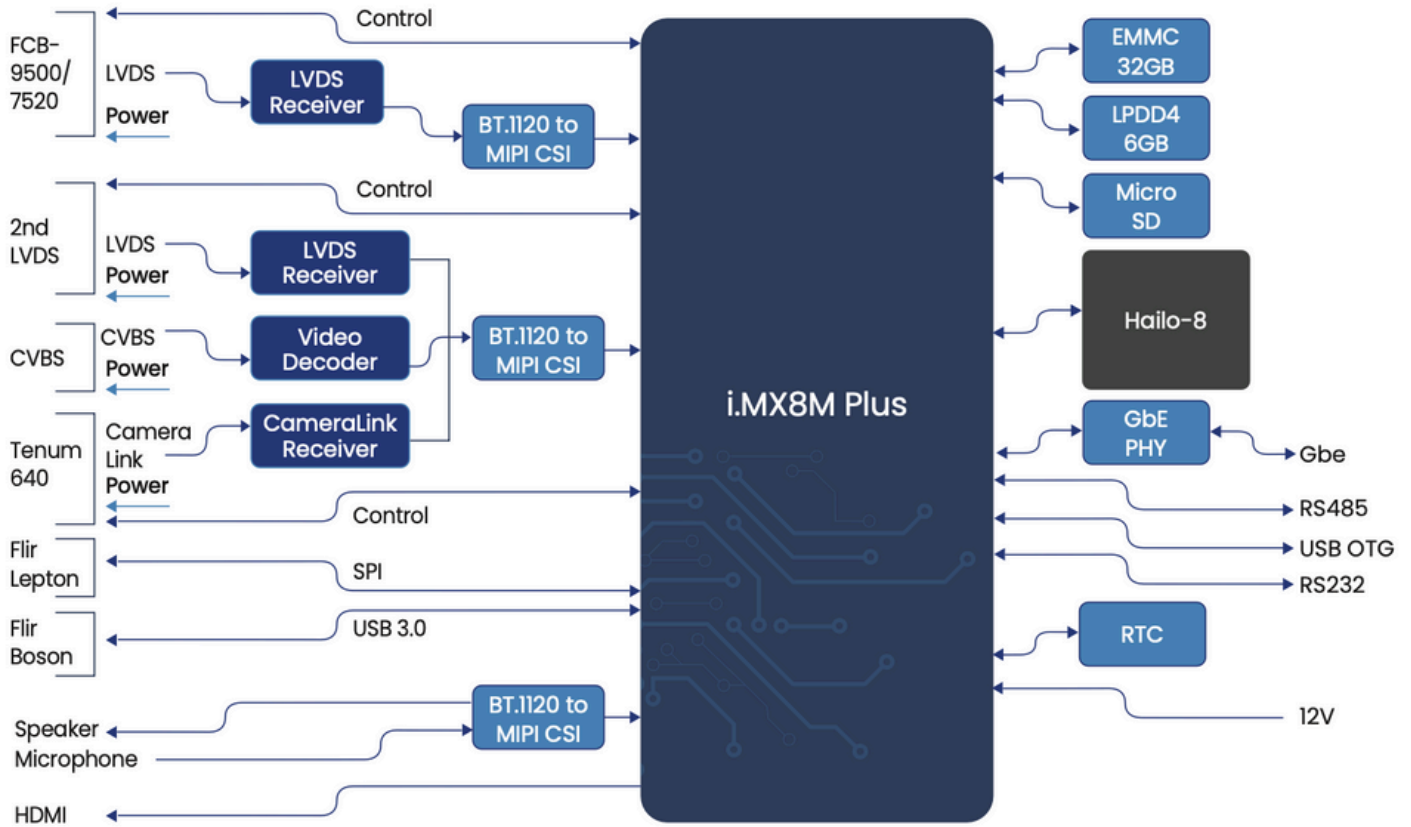 FCB-
9500/
7520
Control
LVDS
LVDS
Receiver
Power
BT.1120 to
MIPI CSI
2nd
LVDS
Control
LVDS
Power
LVDS
Receiver
CVBS
CVBS
Power
Video
Decoder
BT.1120 to
MIPI CSI
Tenum
640
Camera
Link
Power
CameraLink
Receiver
Control
Flir
Lepton
SPI
Flir
Boson
USB 3.0
Speaker
Microphone
BT.1120 to
MIPI CSI
HDMI
i.MX8M Plus
EMMC
32GB
LPDD4
6GB
Micro
SD
Hailo-8
GbE
PHY
Gbe
RS485
USB OTG
RS232
RTC
12V